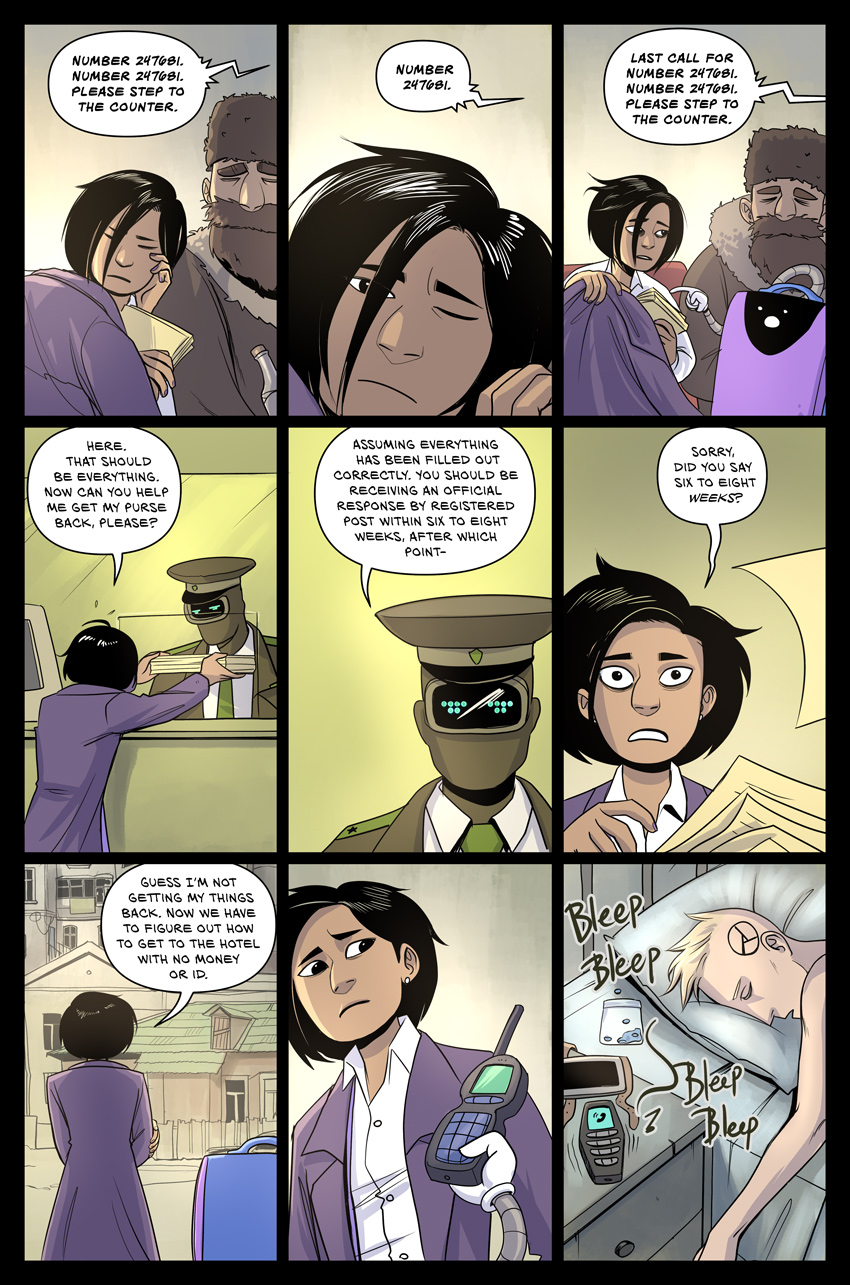 NUMBER 247681.
NUMBER 247681.
PLEASE STEP TO
THE COUNTER.
NUMBER
247681.
LAST CALL FOR
NUMBER 247681.
NUMBER 247681.
PLEASE STEP TO
THE COUNTER.
HERE.
THAT SHOULD
BE EVERYTHING.
NOW CAN YOU HELP
ME GET MY PURSE
BACK, PLEASE?
ASSUMING EVERYTHING
HAS BEEN FILLED OUT
CORRECTLY. YOU SHOULD BE
RECEIVING AN OFFICIAL
RESPONSE BY REGISTERED
POST WITHIN SIX TO EIGHT
WEEKS, AFTER WHICH
POINT-
SORRY,
DID YOU SAY
SIX TO EIGHT
WEEKS?
GUESS I'M NOT
GETTING MY THINGS
BACK. NOW WE HAVE
TO FIGURE OUT HOW
TO GET TO THE HOTEL
WITH NO MONEY
OR ID.
Bleep
Bleep
Bleep
Bleep